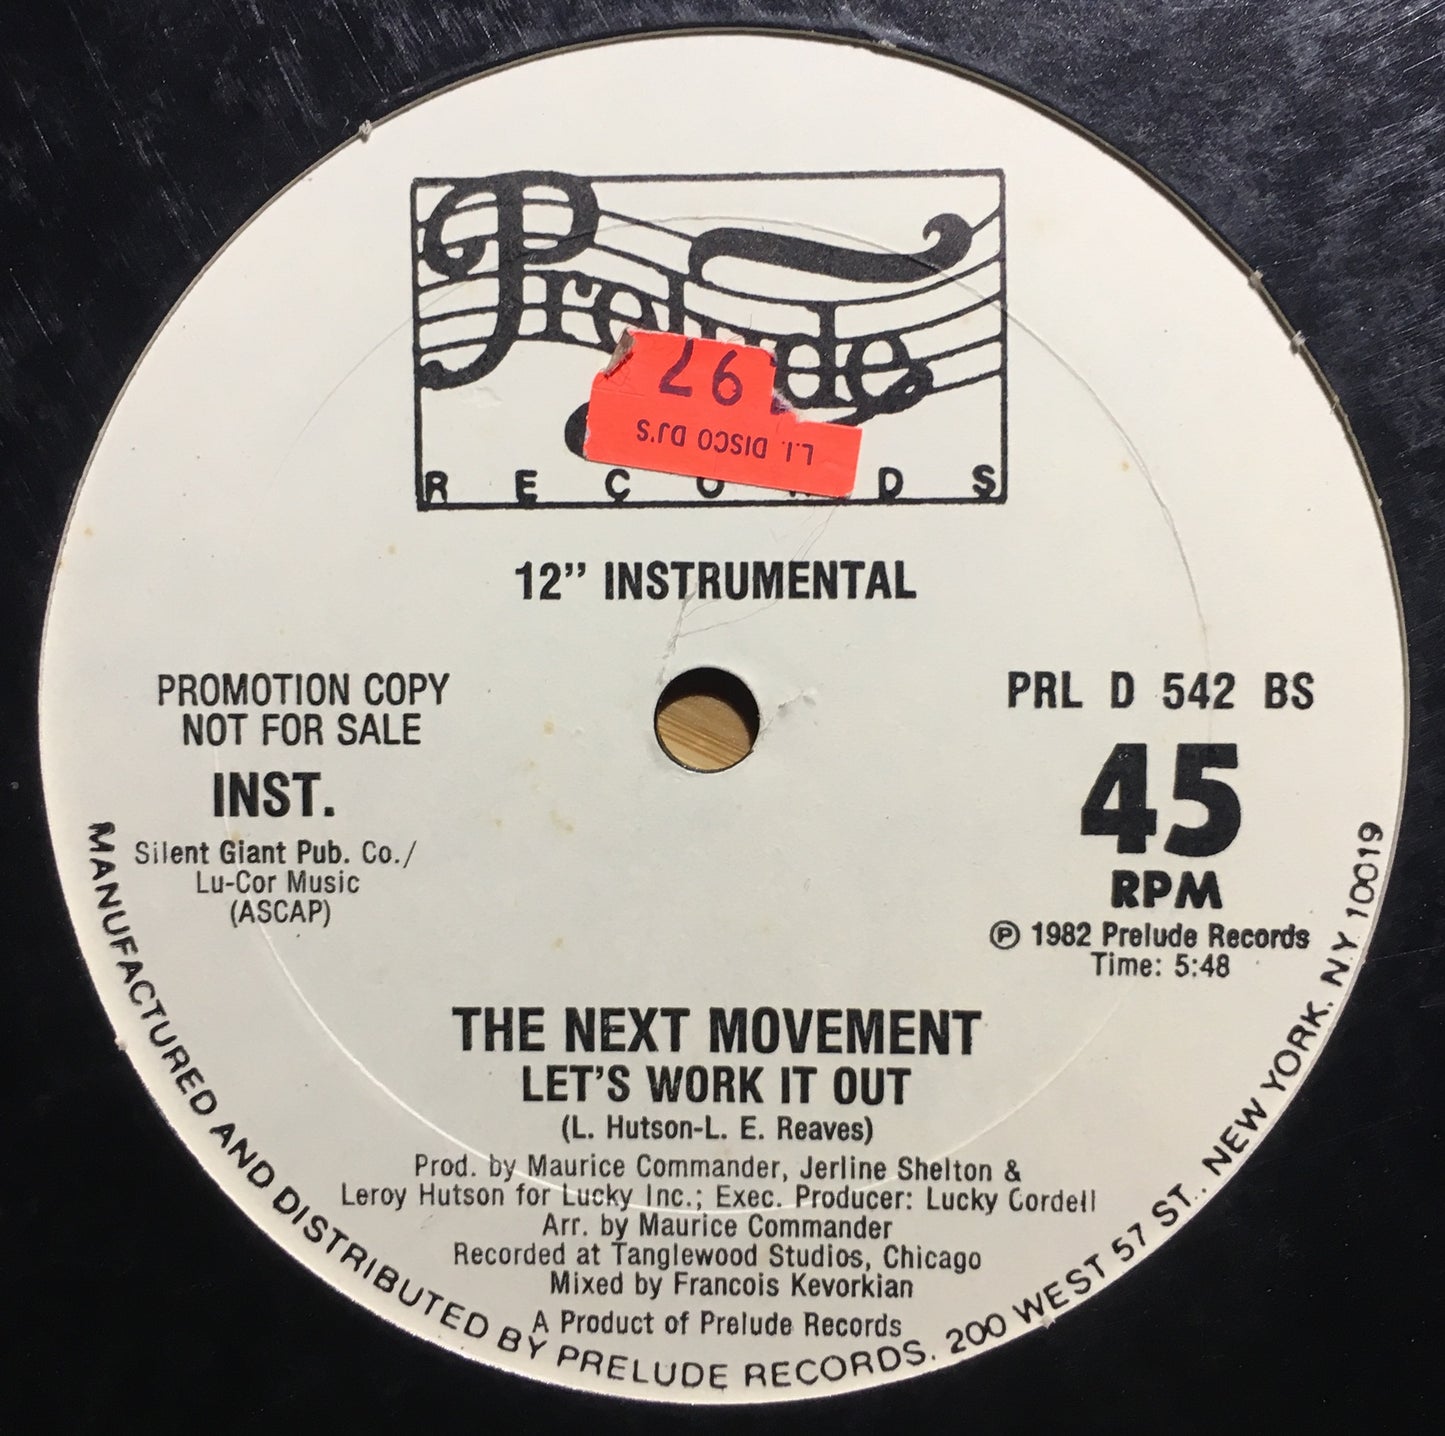 Prelude
L.I. DISCO DJ'S
RECORDS
12" INSTRUMENTAL
PROMOTION COPY
NOT FOR SALE
INST.
Silent Giant Pub. Co./
Lu-Cor Music
(ASCAP)
PRL D 542 BS
45
RPM
℗ 1982 Prelude Records
Time: 5:48
THE NEXT MOVEMENT
LET'S WORK IT OUT
(L. Hutson-L. E. Reaves)
Prod. by Maurice Commander, Jerline Shelton &
Leroy Hutson for Lucky Inc.; Exec. Producer: Lucky Cordell
Arr. by Maurice Commander
Recorded at Tanglewood Studios, Chicago
Mixed by Francois Kevorkian
A Product of Prelude Records
MANUFACTURED AND DISTRIBUTED BY PRELUDE RECORDS. 200 WEST 57 ST., NEW YORK, N.Y. 10019